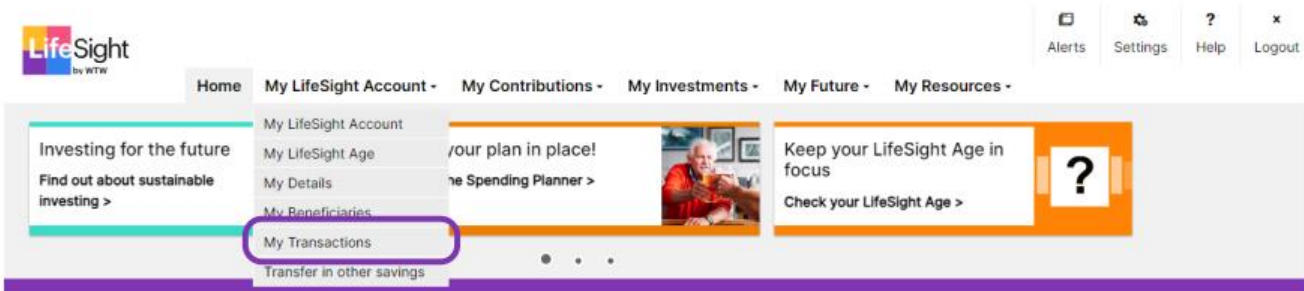 Alerts
Settings
?
Help
x
Logout
LifeSight
by WTW
Home
My LifeSight Account
My Contributions
My Investments
My Future
My Resources
My LifeSight Account
My LifeSight Age
My Details
My Beneficiaries
My Transactions
Transfer in other savings
Investing for the future
Find out about sustainable
investing >
your plan in place!
Spending Planner >
Keep your LifeSight Age in
focus
Check your LifeSight Age >
?